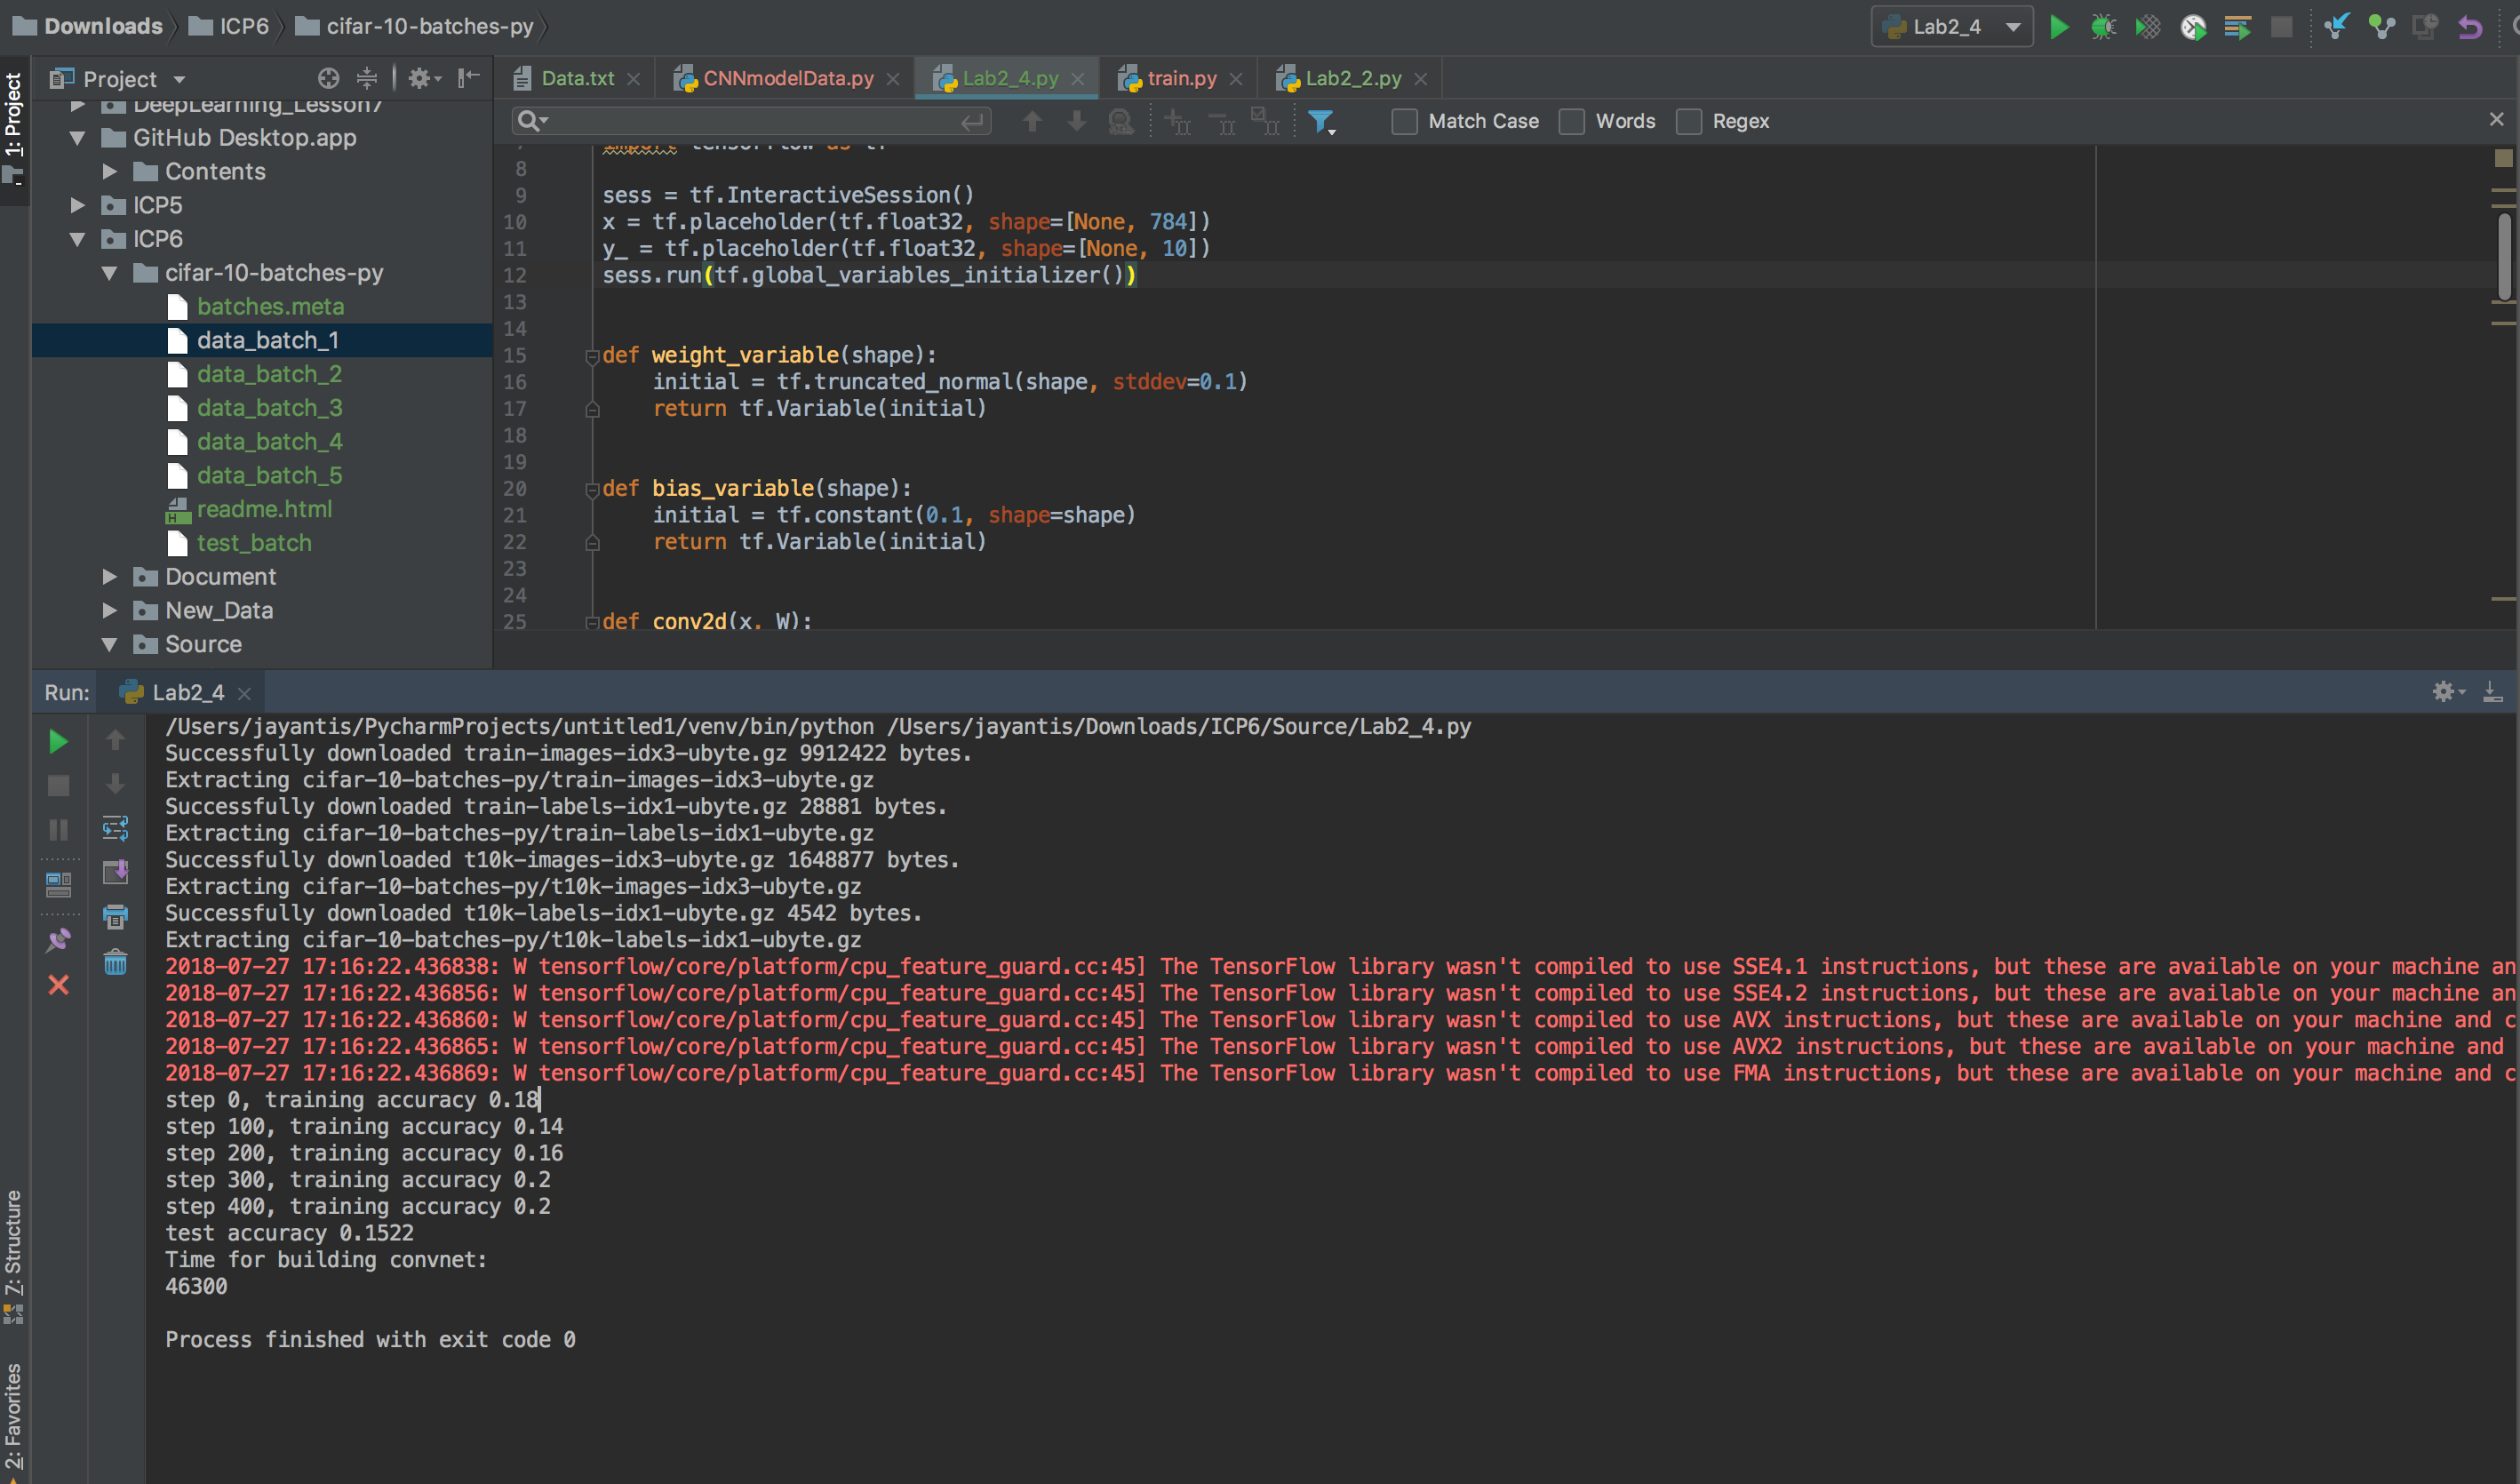 Downloads ICP6 cifar-10-batches-py Lab2_4
1: Project
Project
DeepLearning_Lesson7
GitHub Desktop.app
Contents
ICP5
ICP6
cifar-10-batches-py
batches.meta
data_batch_1
data_batch_2
data_batch_3
data_batch_4
data_batch_5
readme.html
test_batch
Document
New_Data
Source
Data.txt CNNmodelData.py Lab2_4.py train.py Lab2_2.py
Match Case Words Regex
7 import tensorflow as tf
8
9 sess = tf.InteractiveSession()
10 x = tf.placeholder(tf.float32, shape=[None, 784])
11 y_ = tf.placeholder(tf.float32, shape=[None, 10])
12 sess.run(tf.global_variables_initializer())
13
14
15 def weight_variable(shape):
16 initial = tf.truncated_normal(shape, stddev=0.1)
17 return tf.Variable(initial)
18
19
20 def bias_variable(shape):
21 initial = tf.constant(0.1, shape=shape)
22 return tf.Variable(initial)
23
24
25 def conv2d(x, W):
Run: Lab2_4
/Users/jayantis/PycharmProjects/untitled1/venv/bin/python /Users/jayantis/Downloads/ICP6/Source/Lab2_4.py
Successfully downloaded train-images-idx3-ubyte.gz 9912422 bytes.
Extracting cifar-10-batches-py/train-images-idx3-ubyte.gz
Successfully downloaded train-labels-idx1-ubyte.gz 28881 bytes.
Extracting cifar-10-batches-py/train-labels-idx1-ubyte.gz
Successfully downloaded t10k-images-idx3-ubyte.gz 1648877 bytes.
Extracting cifar-10-batches-py/t10k-images-idx3-ubyte.gz
Successfully downloaded t10k-labels-idx1-ubyte.gz 4542 bytes.
Extracting cifar-10-batches-py/t10k-labels-idx1-ubyte.gz
2018-07-27 17:16:22.436838: W tensorflow/core/platform/cpu_feature_guard.cc:45] The TensorFlow library wasn't compiled to use SSE4.1 instructions, but these are available on your machine an
2018-07-27 17:16:22.436856: W tensorflow/core/platform/cpu_feature_guard.cc:45] The TensorFlow library wasn't compiled to use SSE4.2 instructions, but these are available on your machine an
2018-07-27 17:16:22.436860: W tensorflow/core/platform/cpu_feature_guard.cc:45] The TensorFlow library wasn't compiled to use AVX instructions, but these are available on your machine and c
2018-07-27 17:16:22.436865: W tensorflow/core/platform/cpu_feature_guard.cc:45] The TensorFlow library wasn't compiled to use AVX2 instructions, but these are available on your machine and
2018-07-27 17:16:22.436869: W tensorflow/core/platform/cpu_feature_guard.cc:45] The TensorFlow library wasn't compiled to use FMA instructions, but these are available on your machine and c
step 0, training accuracy 0.18
step 100, training accuracy 0.14
step 200, training accuracy 0.16
step 300, training accuracy 0.2
step 400, training accuracy 0.2
test accuracy 0.1522
Time for building convnet:
46300
Process finished with exit code 0
7: Structure
2: Favorites